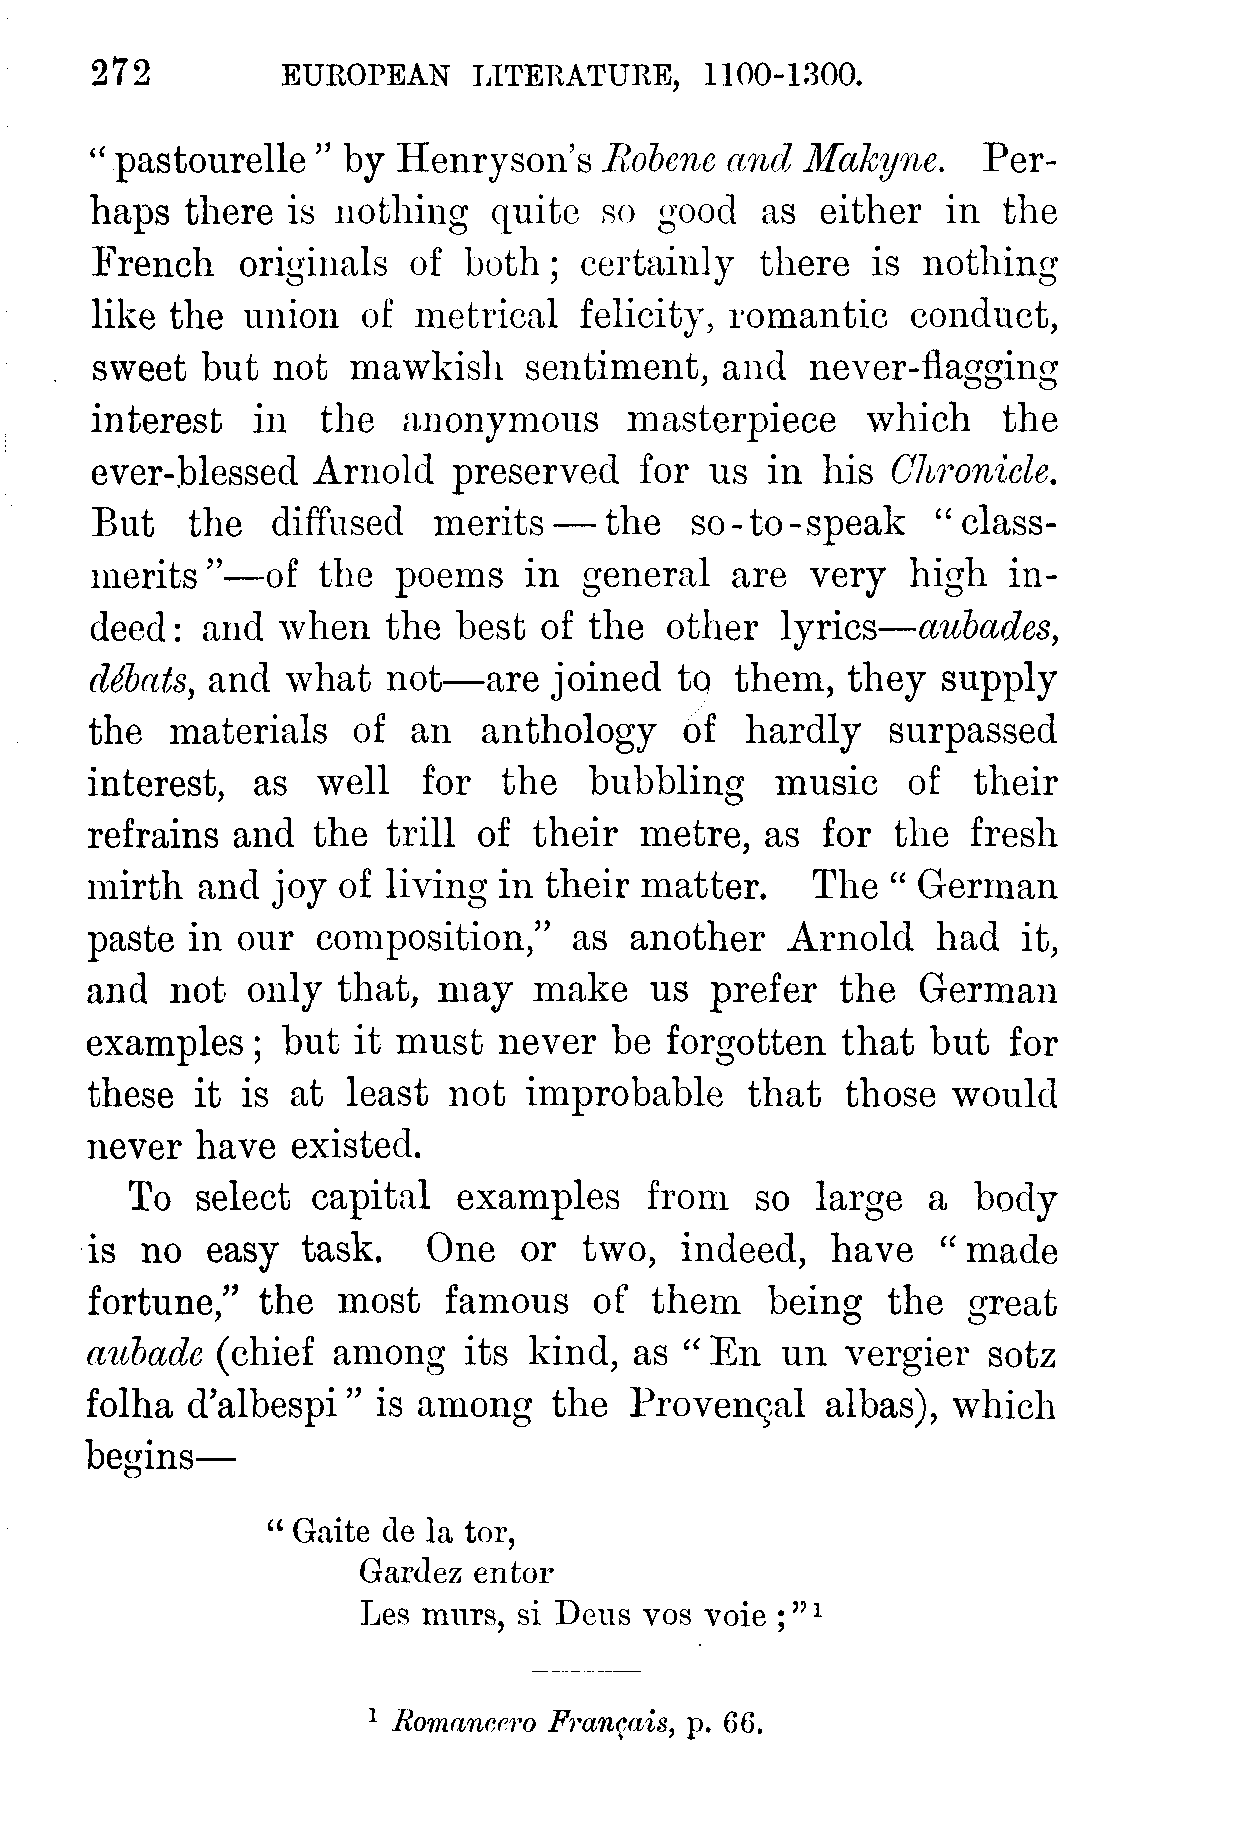 272 EUROPEAN LITERATURE, 1100-1300.
“pastourelle” by Henryson’s Robene and Makyne. Per-
haps there is nothing quite so good as either in the
French originals of both; certainly there is nothing
like the union of metrical felicity, romantic conduct,
sweet but not mawkish sentiment, and never-flagging
interest in the anonymous masterpiece which the
ever-blessed Arnold preserved for us in his Chronicle.
But the diffused merits—the so-to-speak “class-
merits”—of the poems in general are very high in-
deed: and when the best of the other lyrics—aubades,
débats, and what not—are joined to them, they supply
the materials of an anthology of hardly surpassed
interest, as well for the bubbling music of their
refrains and the trill of their metre, as for the fresh
mirth and joy of living in their matter. The “German
paste in our composition,” as another Arnold had it,
and not only that, may make us prefer the German
examples; but it must never be forgotten that but for
these it is at least not improbable that those would
never have existed.
To select capital examples from so large a body
is no easy task. One or two, indeed, have “made
fortune,” the most famous of them being the great
aubade (chief among its kind, as “En un vergier sotz
folha d’albespi” is among the Provençal albas), which
begins—
“Gaite de la tor,
Gardez entor
Les murs, si Deus vos voie;”1
1 Romancero Français, p. 66.